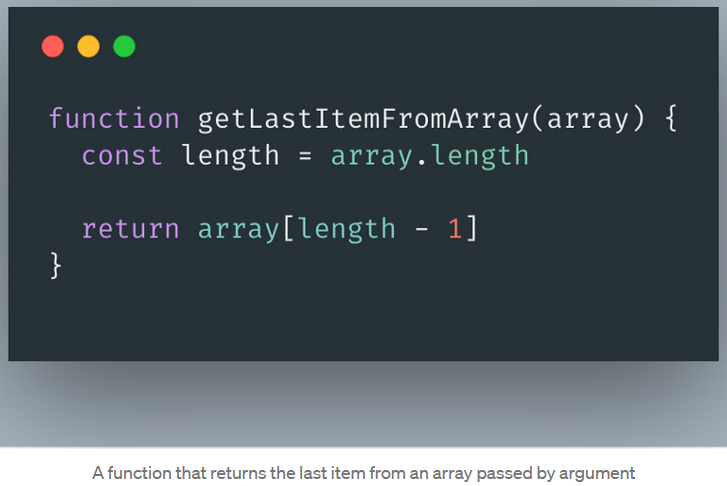 function getLastItemFromArray(array) {
  const length = array.length
  return array[length - 1]
}
A function that returns the last item from an array passed by argument